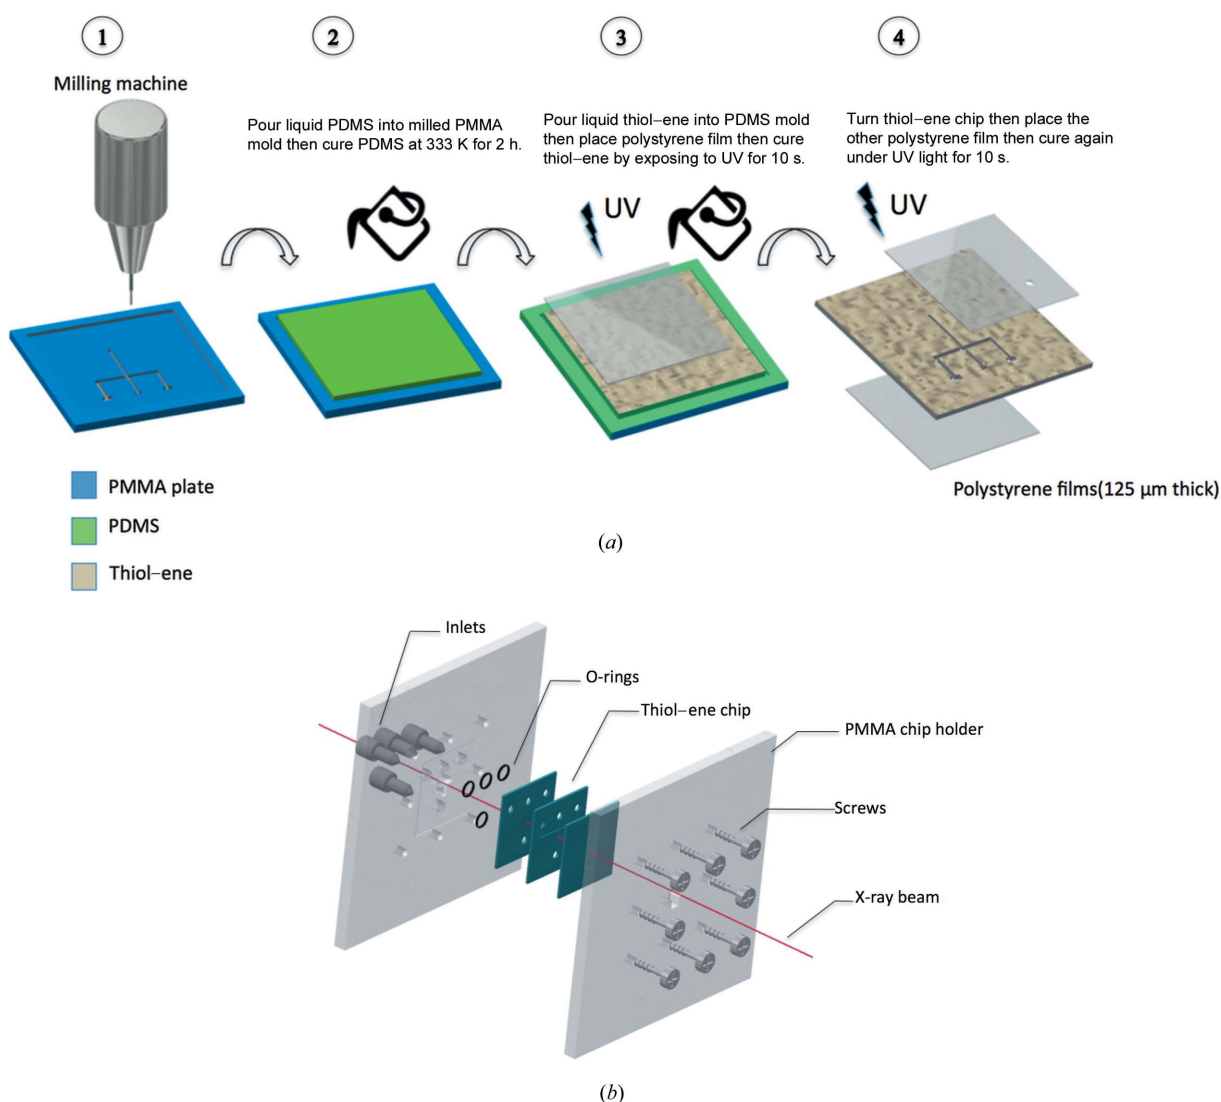 1
2
3
4
Milling machine
Pour liquid PDMS into milled PMMA
mold then cure PDMS at 333 K for 2 h.
Pour liquid thiol−ene into PDMS mold
then place polystyrene film then cure
thiol−ene by exposing to UV for 10 s.
Turn thiol−ene chip then place the
other polystyrene film then cure again
under UV light for 10 s.
UV
UV
PMMA plate
PDMS
Thiol−ene
Polystyrene films(125 μm thick)
(a)
Inlets
O-rings
Thiol−ene chip
PMMA chip holder
Screws
X-ray beam
(b)